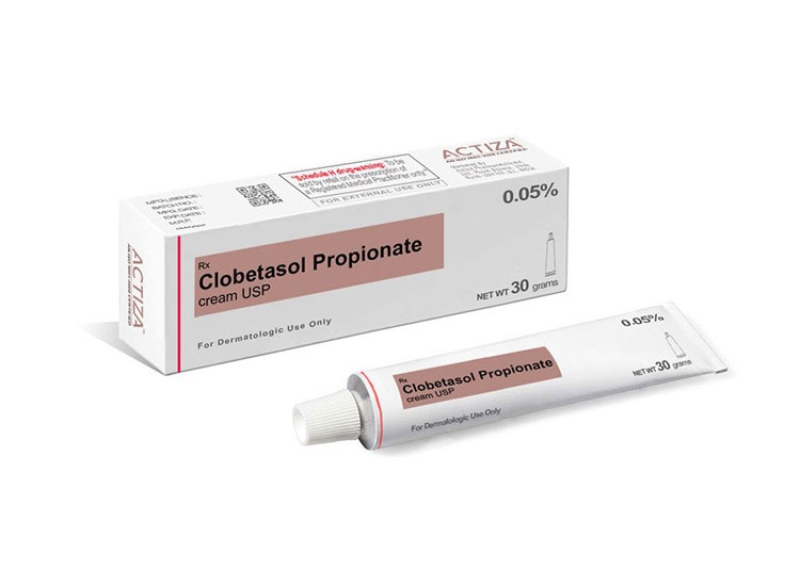 MFG LISENCE :
BATCH NO. :
MFG. DATE :
EXP. DATE :
M.R.P.
"Schedule H drug warning: To be
sold by retail on the prescription of
a Registered Medical Practitioner only"
FOR EXTERNAL USE ONLY
ACTIZA
ACTIZA
0.05%
Rx
Clobetasol Propionate
cream USP
For Dermatologic Use Only
NET WT 30 grams
0.05%
Rx
Clobetasol Propionate
cream USP
For Dermatologic Use Only
NET WT 30 grams